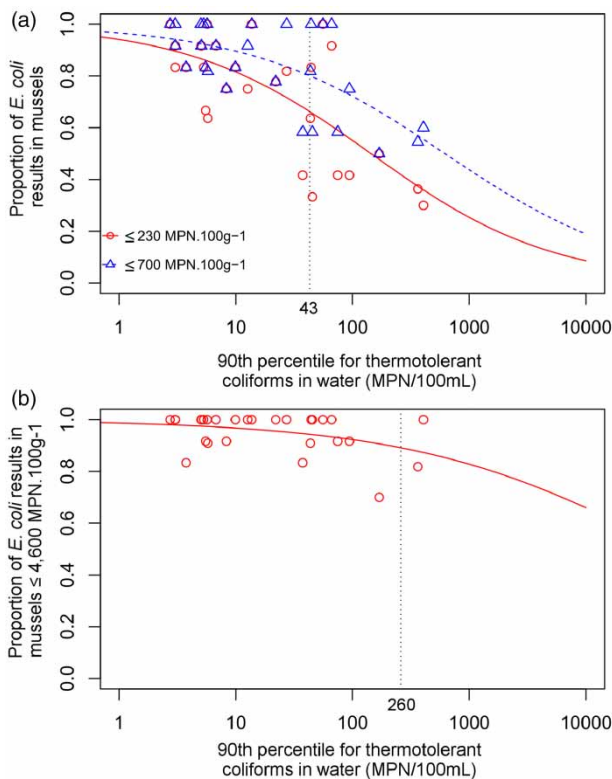 (a)
1.0
0.8
0.6
0.4
0.2
0.0
Proportion of E. coli
results in mussels
≤230 MPN.100g−1
≤700 MPN.100g−1
43
1 10 100 1000 10000
90th percentile for thermotolerant
coliforms in water (MPN/100mL)
(b)
1.0
0.8
0.6
0.4
0.2
0.0
Proportion of E. coli results in
mussels ≤ 4,600 MPN.100g-1
260
1 10 100 1000 10000
90th percentile for thermotolerant
coliforms in water (MPN/100mL)